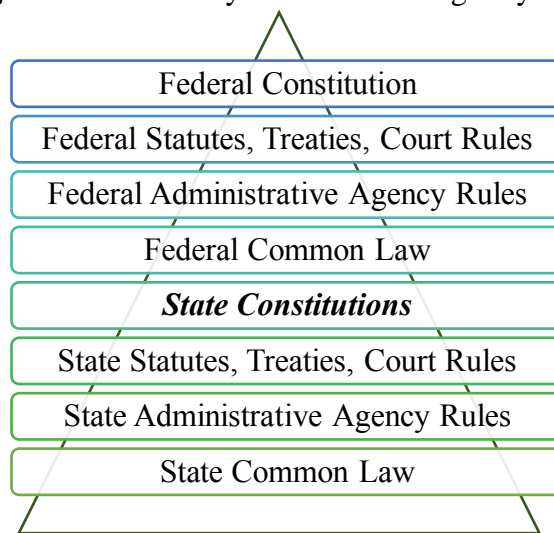 Federal Constitution
Federal Statutes, Treaties, Court Rules
Federal Administrative Agency Rules
Federal Common Law
State Constitutions
State Statutes, Treaties, Court Rules
State Administrative Agency Rules
State Common Law